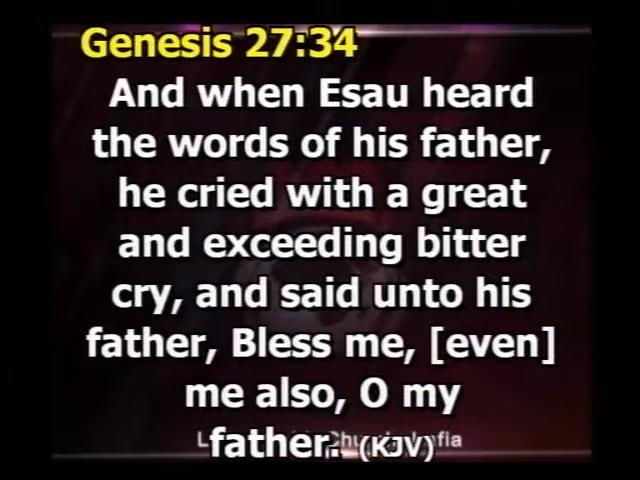 Genesis 27:34
And when Esau heard
the words of his father,
he cried with a great
and exceeding bitter
cry, and said unto his
father, Bless me, [even]
me also, O my
father. (KJV)